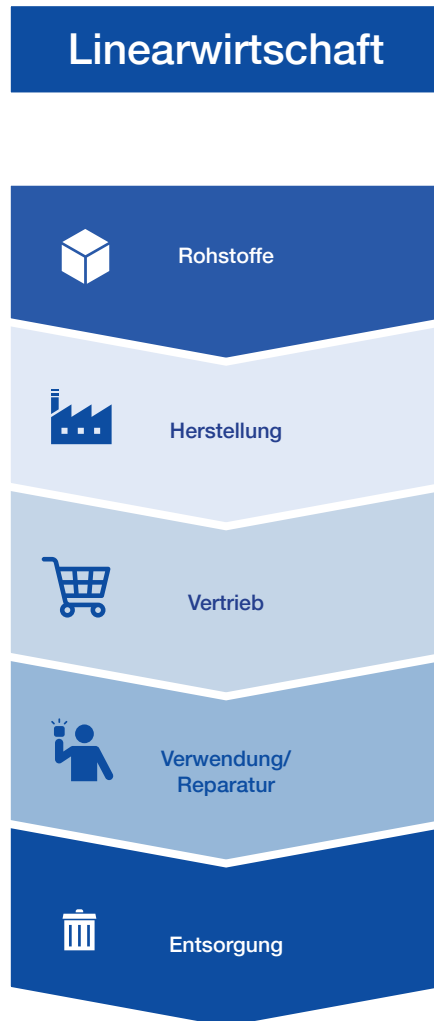 Linearwirtschaft
Rohstoffe
Herstellung
Vertrieb
Verwendung/
Reparatur
Entsorgung